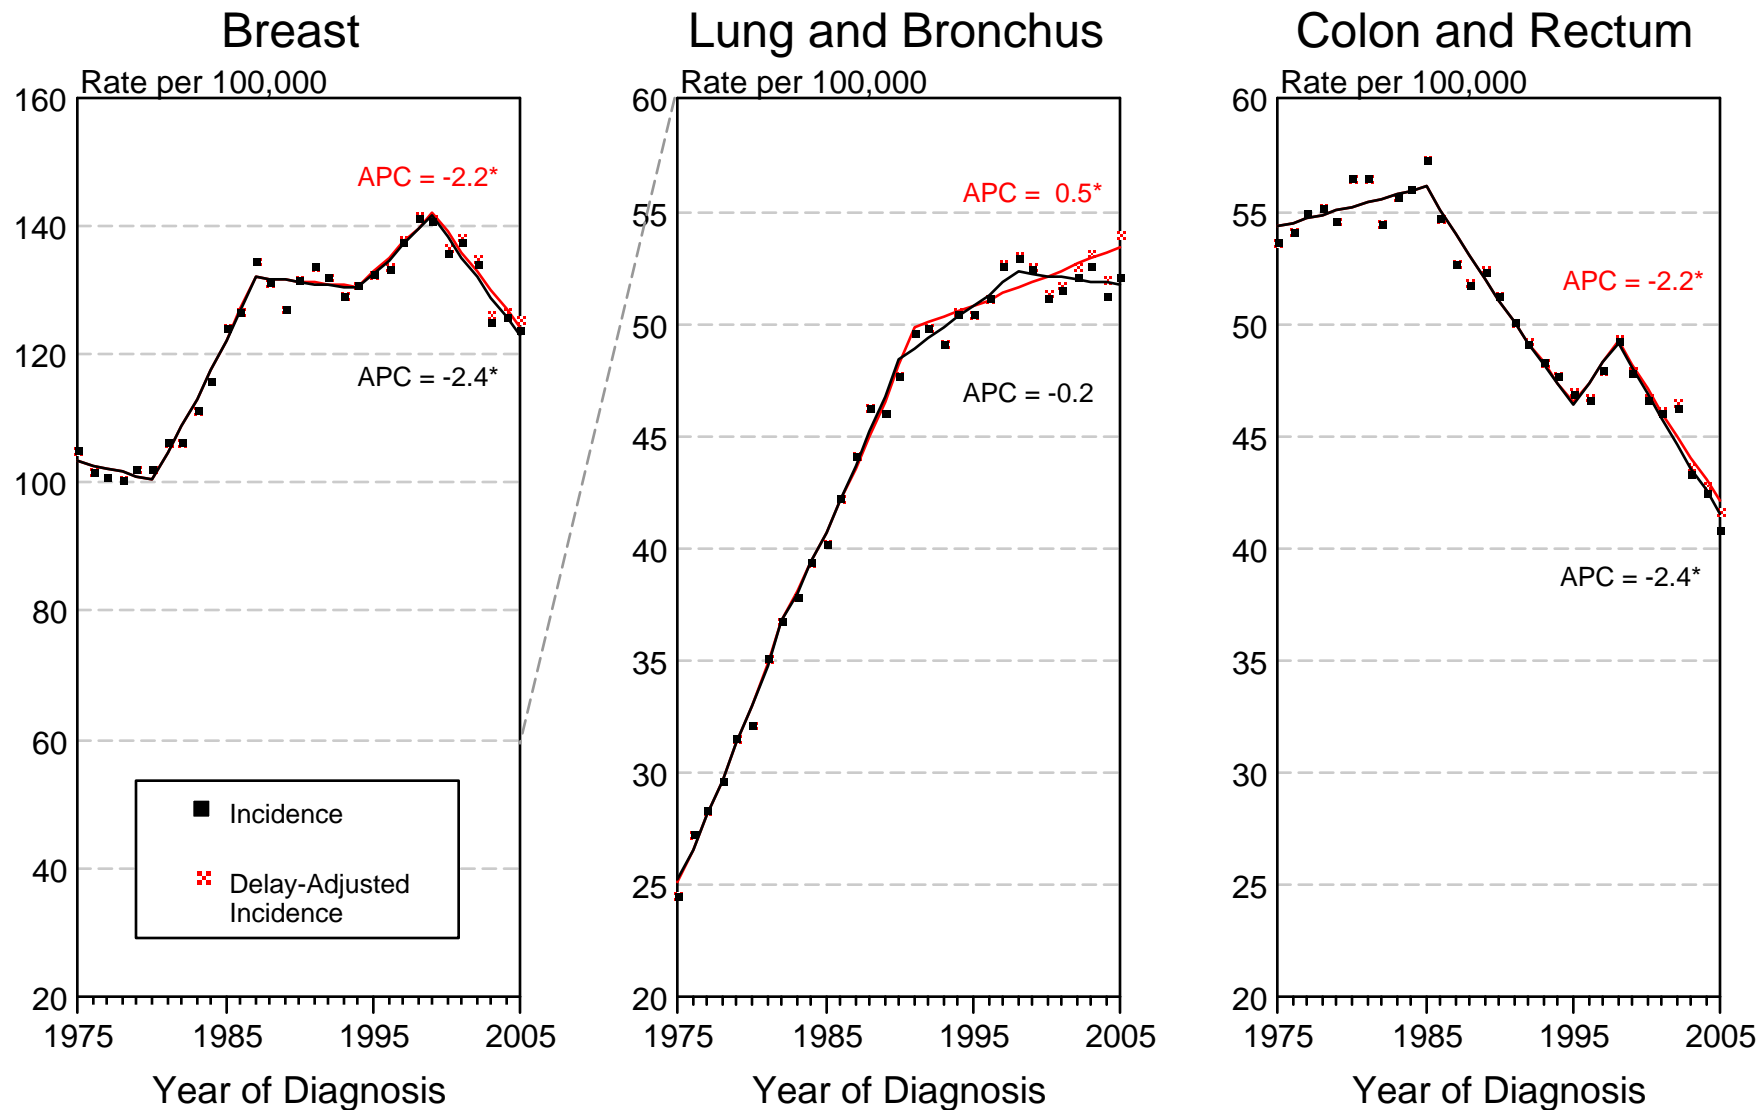 Breast
Rate per 100,000
160
140
120
100
80
60
40
20
APC = -2.2*
APC = -2.4*
Incidence
Delay-Adjusted
Incidence
1975 1985 1995 2005
Year of Diagnosis
Lung and Bronchus
Rate per 100,000
60
55
50
45
40
35
30
25
20
APC = 0.5*
APC = -0.2
1975 1985 1995 2005
Year of Diagnosis
Colon and Rectum
Rate per 100,000
60
55
50
45
40
35
30
25
20
APC = -2.2*
APC = -2.4*
1975 1985 1995 2005
Year of Diagnosis